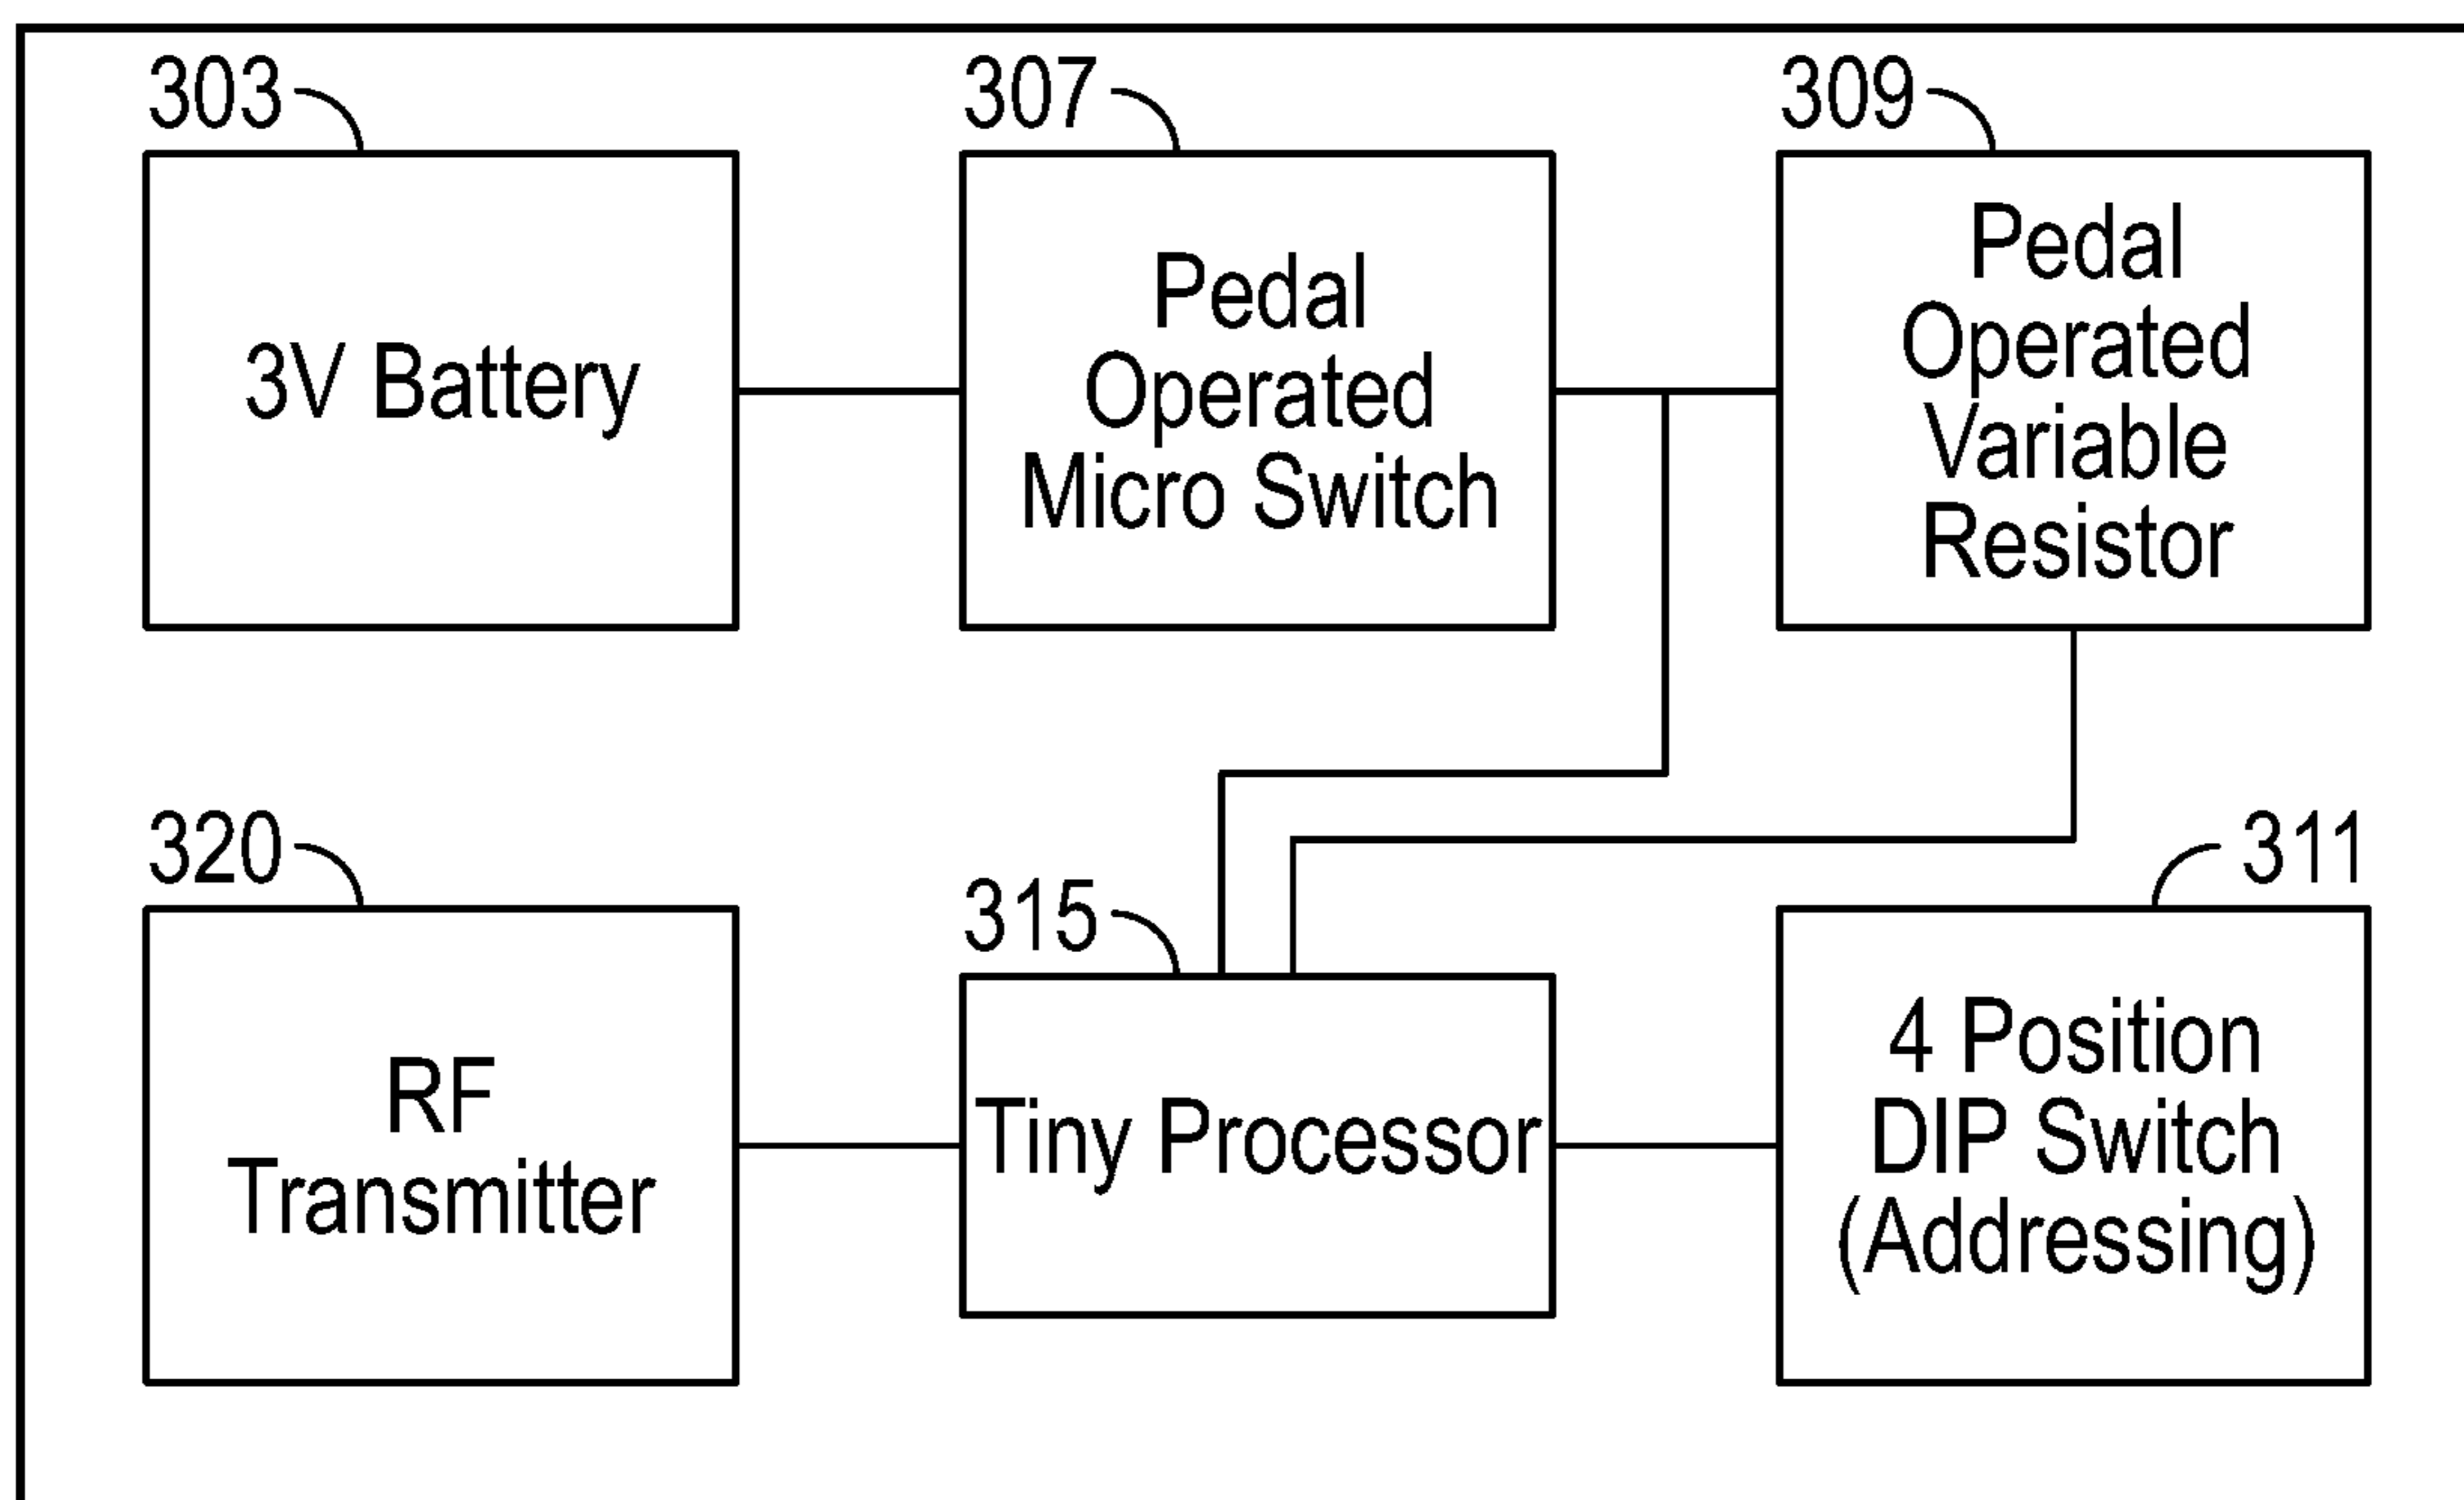 303
3V Battery
307
Pedal
Operated
Micro Switch
309
Pedal
Operated
Variable
Resistor
320
RF
Transmitter
315
Tiny Processor
311
4 Position
DIP Switch
(Addressing)